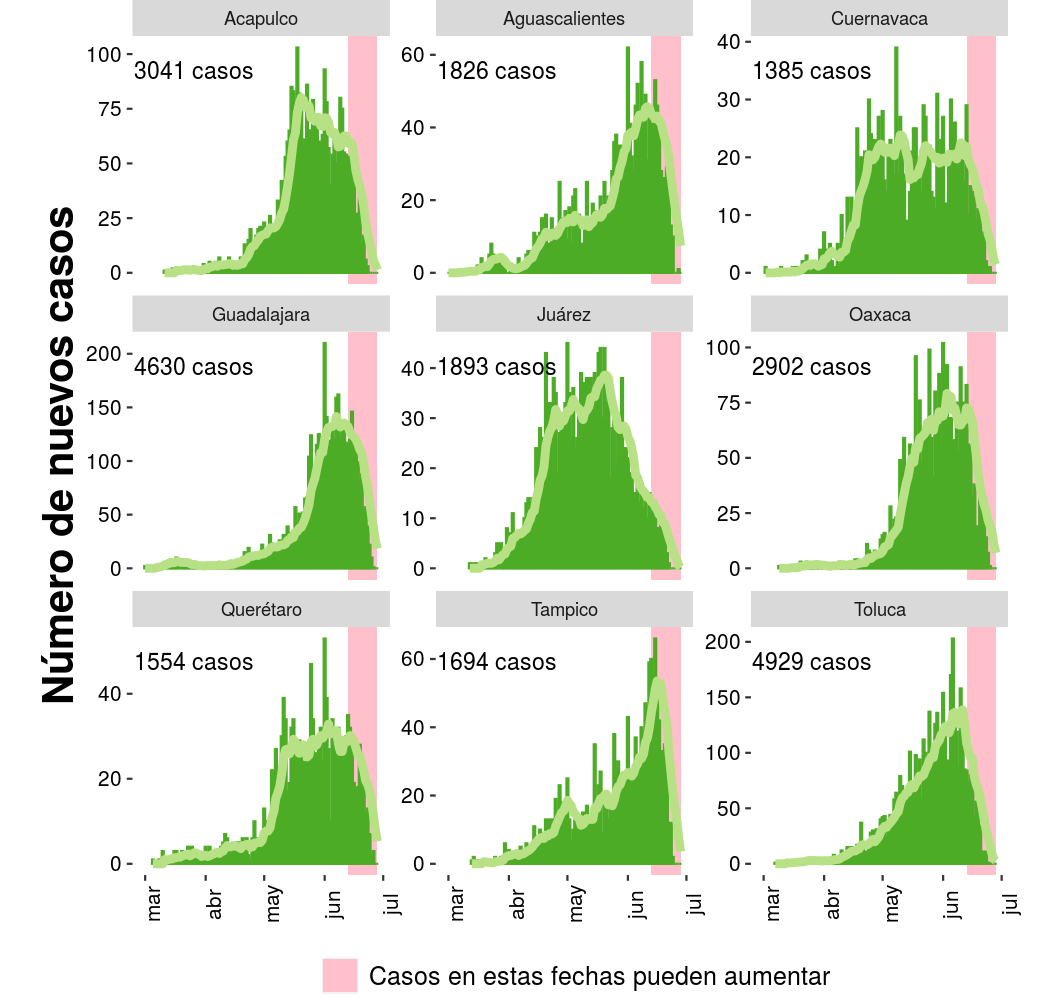 Número de nuevos casos
Acapulco
Aguascalientes
Cuernavaca
100
75
50
25
0
3041 casos
60
40
20
0
1826 casos
40
30
20
10
0
1385 casos
Guadalajara
Juárez
Oaxaca
200
150
100
50
0
4630 casos
40
30
20
10
0
1893 casos
100
75
50
25
0
2902 casos
Querétaro
Tampico
Toluca
40
20
0
1554 casos
60
40
20
0
1694 casos
200
150
100
50
0
4929 casos
mar
abr
may
jun
jul
mar
abr
may
jun
jul
mar
abr
may
jun
jul
Casos en estas fechas pueden aumentar